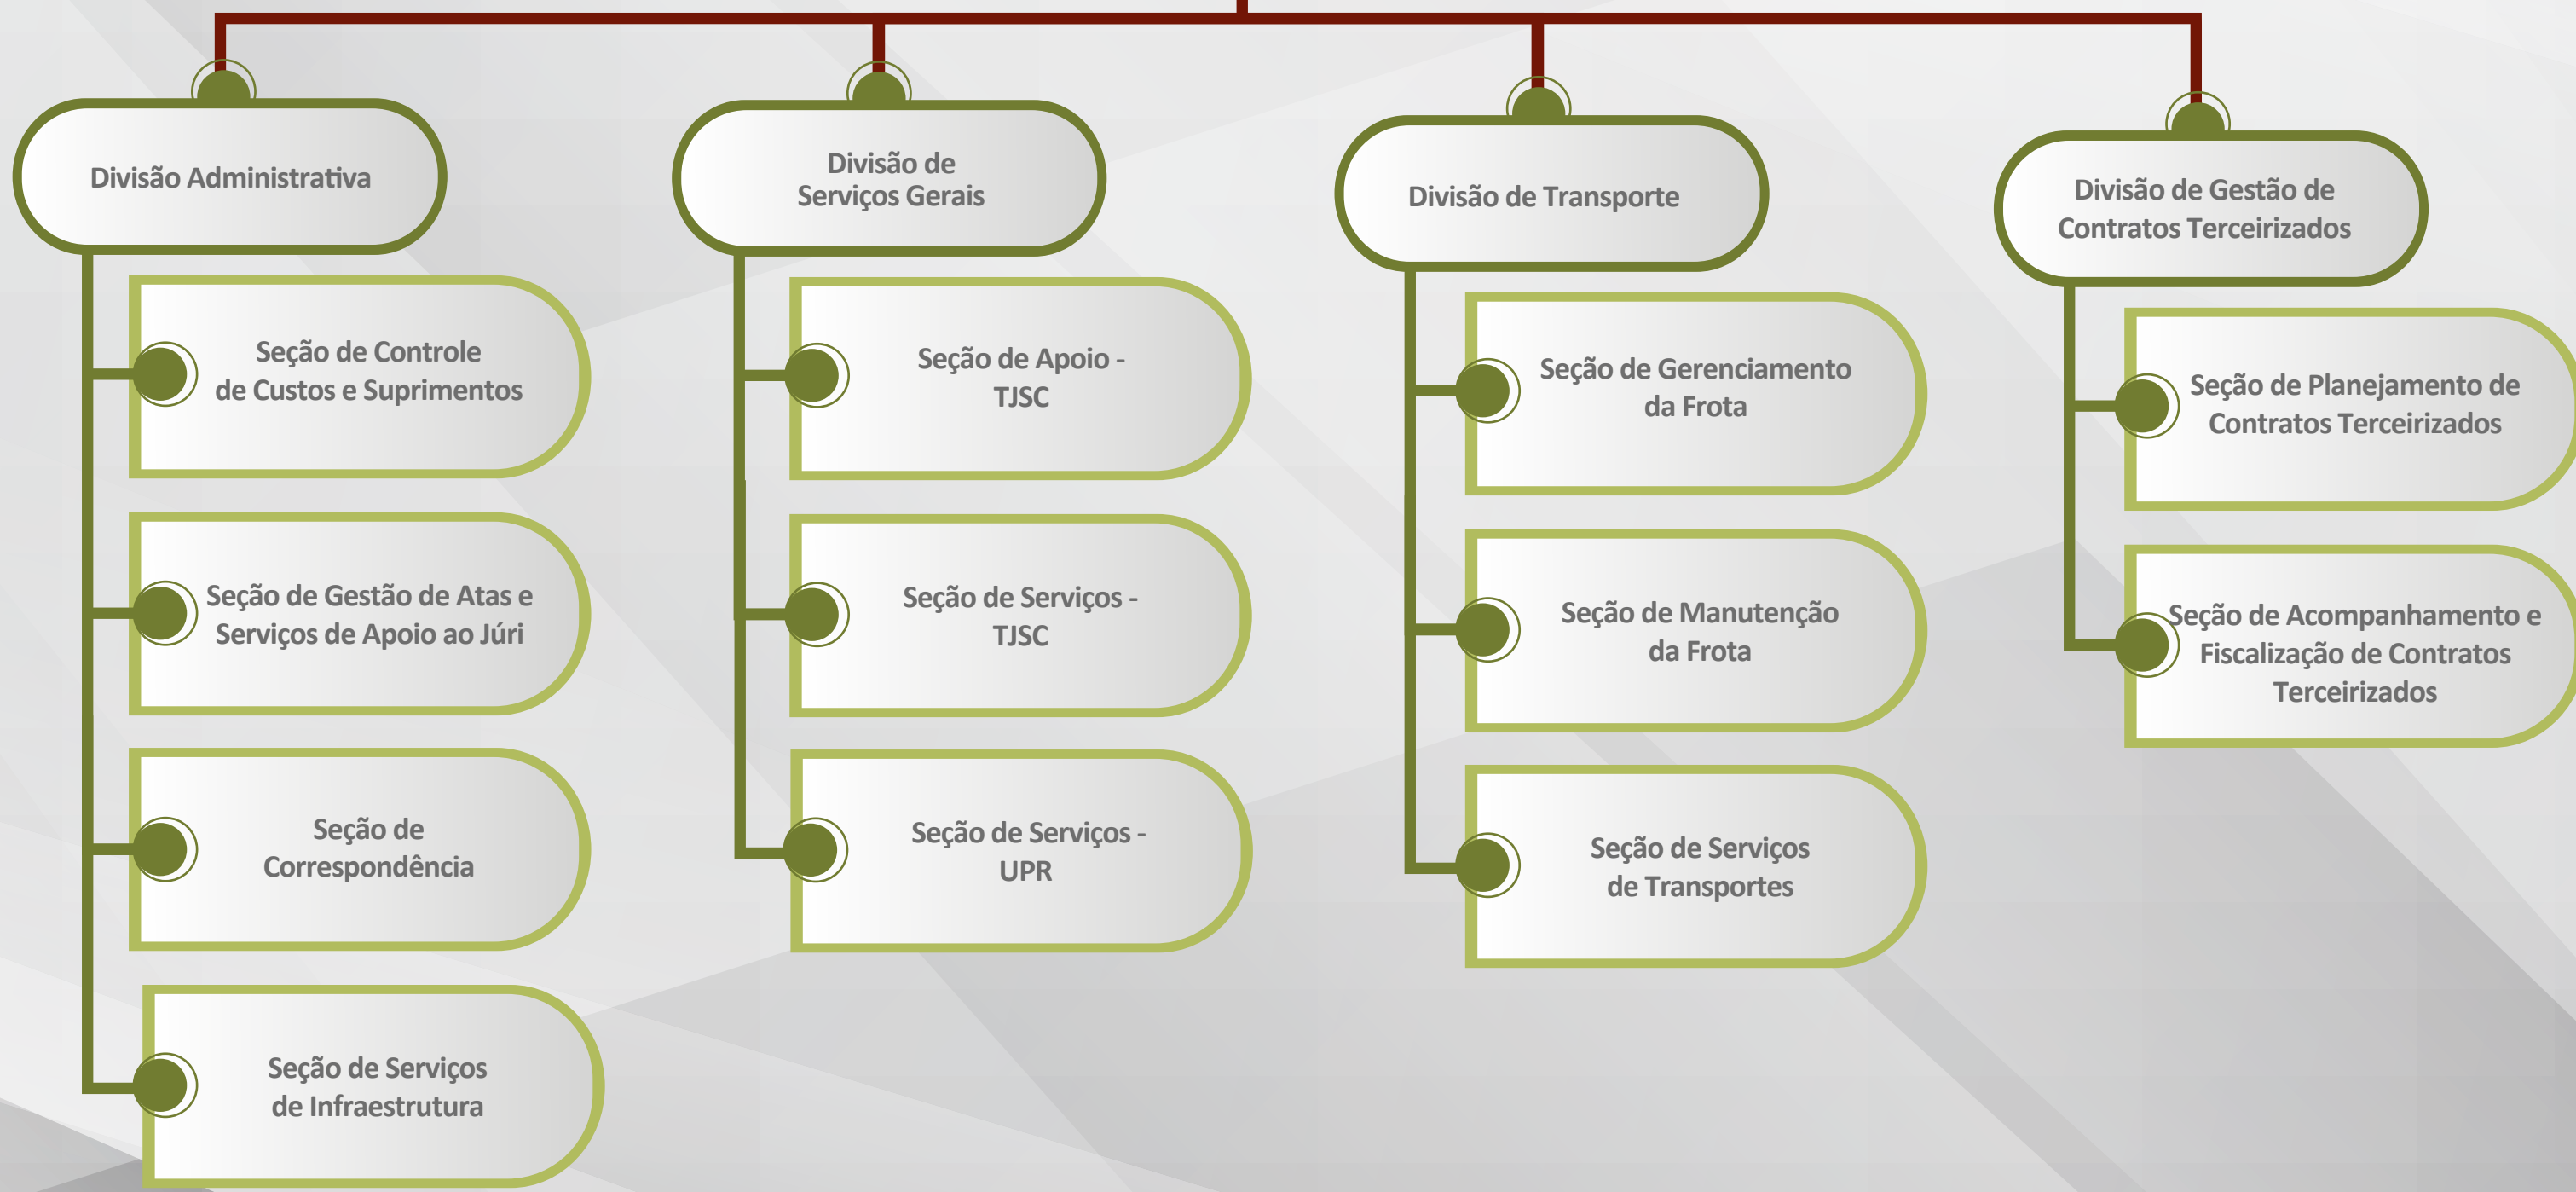 Divisão Administrativa
Seção de Controle
de Custos e Suprimentos
Seção de Gestão de Atas e
Serviços de Apoio ao Júri
Seção de
Correspondência
Seção de Serviços
de Infraestrutura
Divisão de
Serviços Gerais
Seção de Apoio -
TJSC
Seção de Serviços -
TJSC
Seção de Serviços -
UPR
Divisão de Transporte
Seção de Gerenciamento
da Frota
Seção de Manutenção
da Frota
Seção de Serviços
de Transportes
Divisão de Gestão de
Contratos Terceirizados
Seção de Planejamento de
Contratos Terceirizados
Seção de Acompanhamento e
Fiscalização de Contratos
Terceirizados